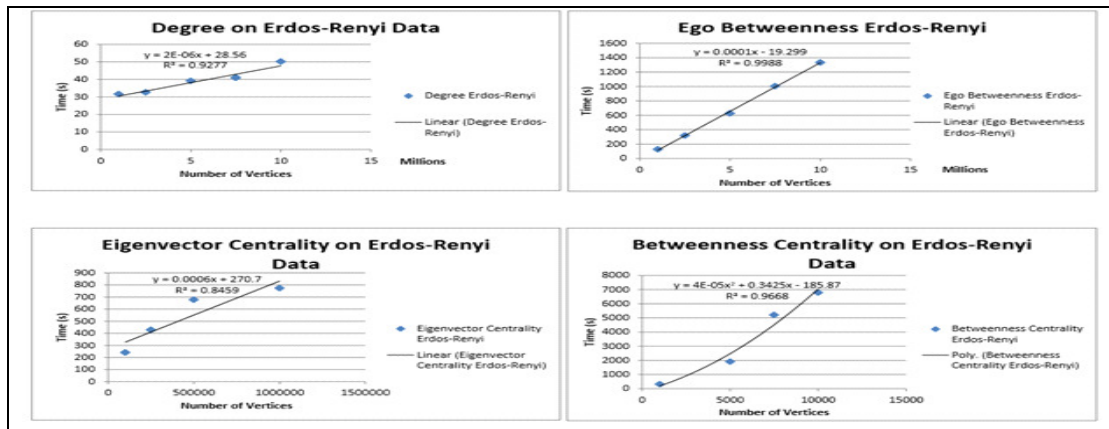 Degree on Erdos-Renyi Data
60
50
40
30
20
10
0
Time (s)
y = 2E-06x + 28.56
R² = 0.9277
0 5 10 15
Millions
Number of Vertices
Degree Erdos-Renyi
Linear (Degree Erdos-
Renyi)
Ego Betweenness Erdos-Renyi
1600
1400
1200
1000
800
600
400
200
0
Time (s)
y = 0.0001x - 19.299
R² = 0.9988
0 5 10 15
Millions
Number of Vertices
Ego Betweenness Erdos-
Renyi
Linear (Ego Betweenness
Erdos-Renyi)
Eigenvector Centrality on Erdos-Renyi
Data
900
800
700
600
500
400
300
200
100
0
Time (s)
y = 0.0006x + 270.7
R² = 0.8459
0 500000 1000000 1500000
Number of Vertices
Eigenvector Centrality
Erdos-Renyi
Linear (Eigenvector
Centrality Erdos-Renyi)
Betweenness Centrality on Erdos-Renyi
Data
8000
7000
6000
5000
4000
3000
2000
1000
0
Time (s)
y = 4E-05x² + 0.3425x - 185.87
R² = 0.9668
0 5000 10000 15000
Number of Vertices
Betweenness Centrality
Erdos-Renyi
Poly. (Betweenness
Centrality Erdos-Renyi)